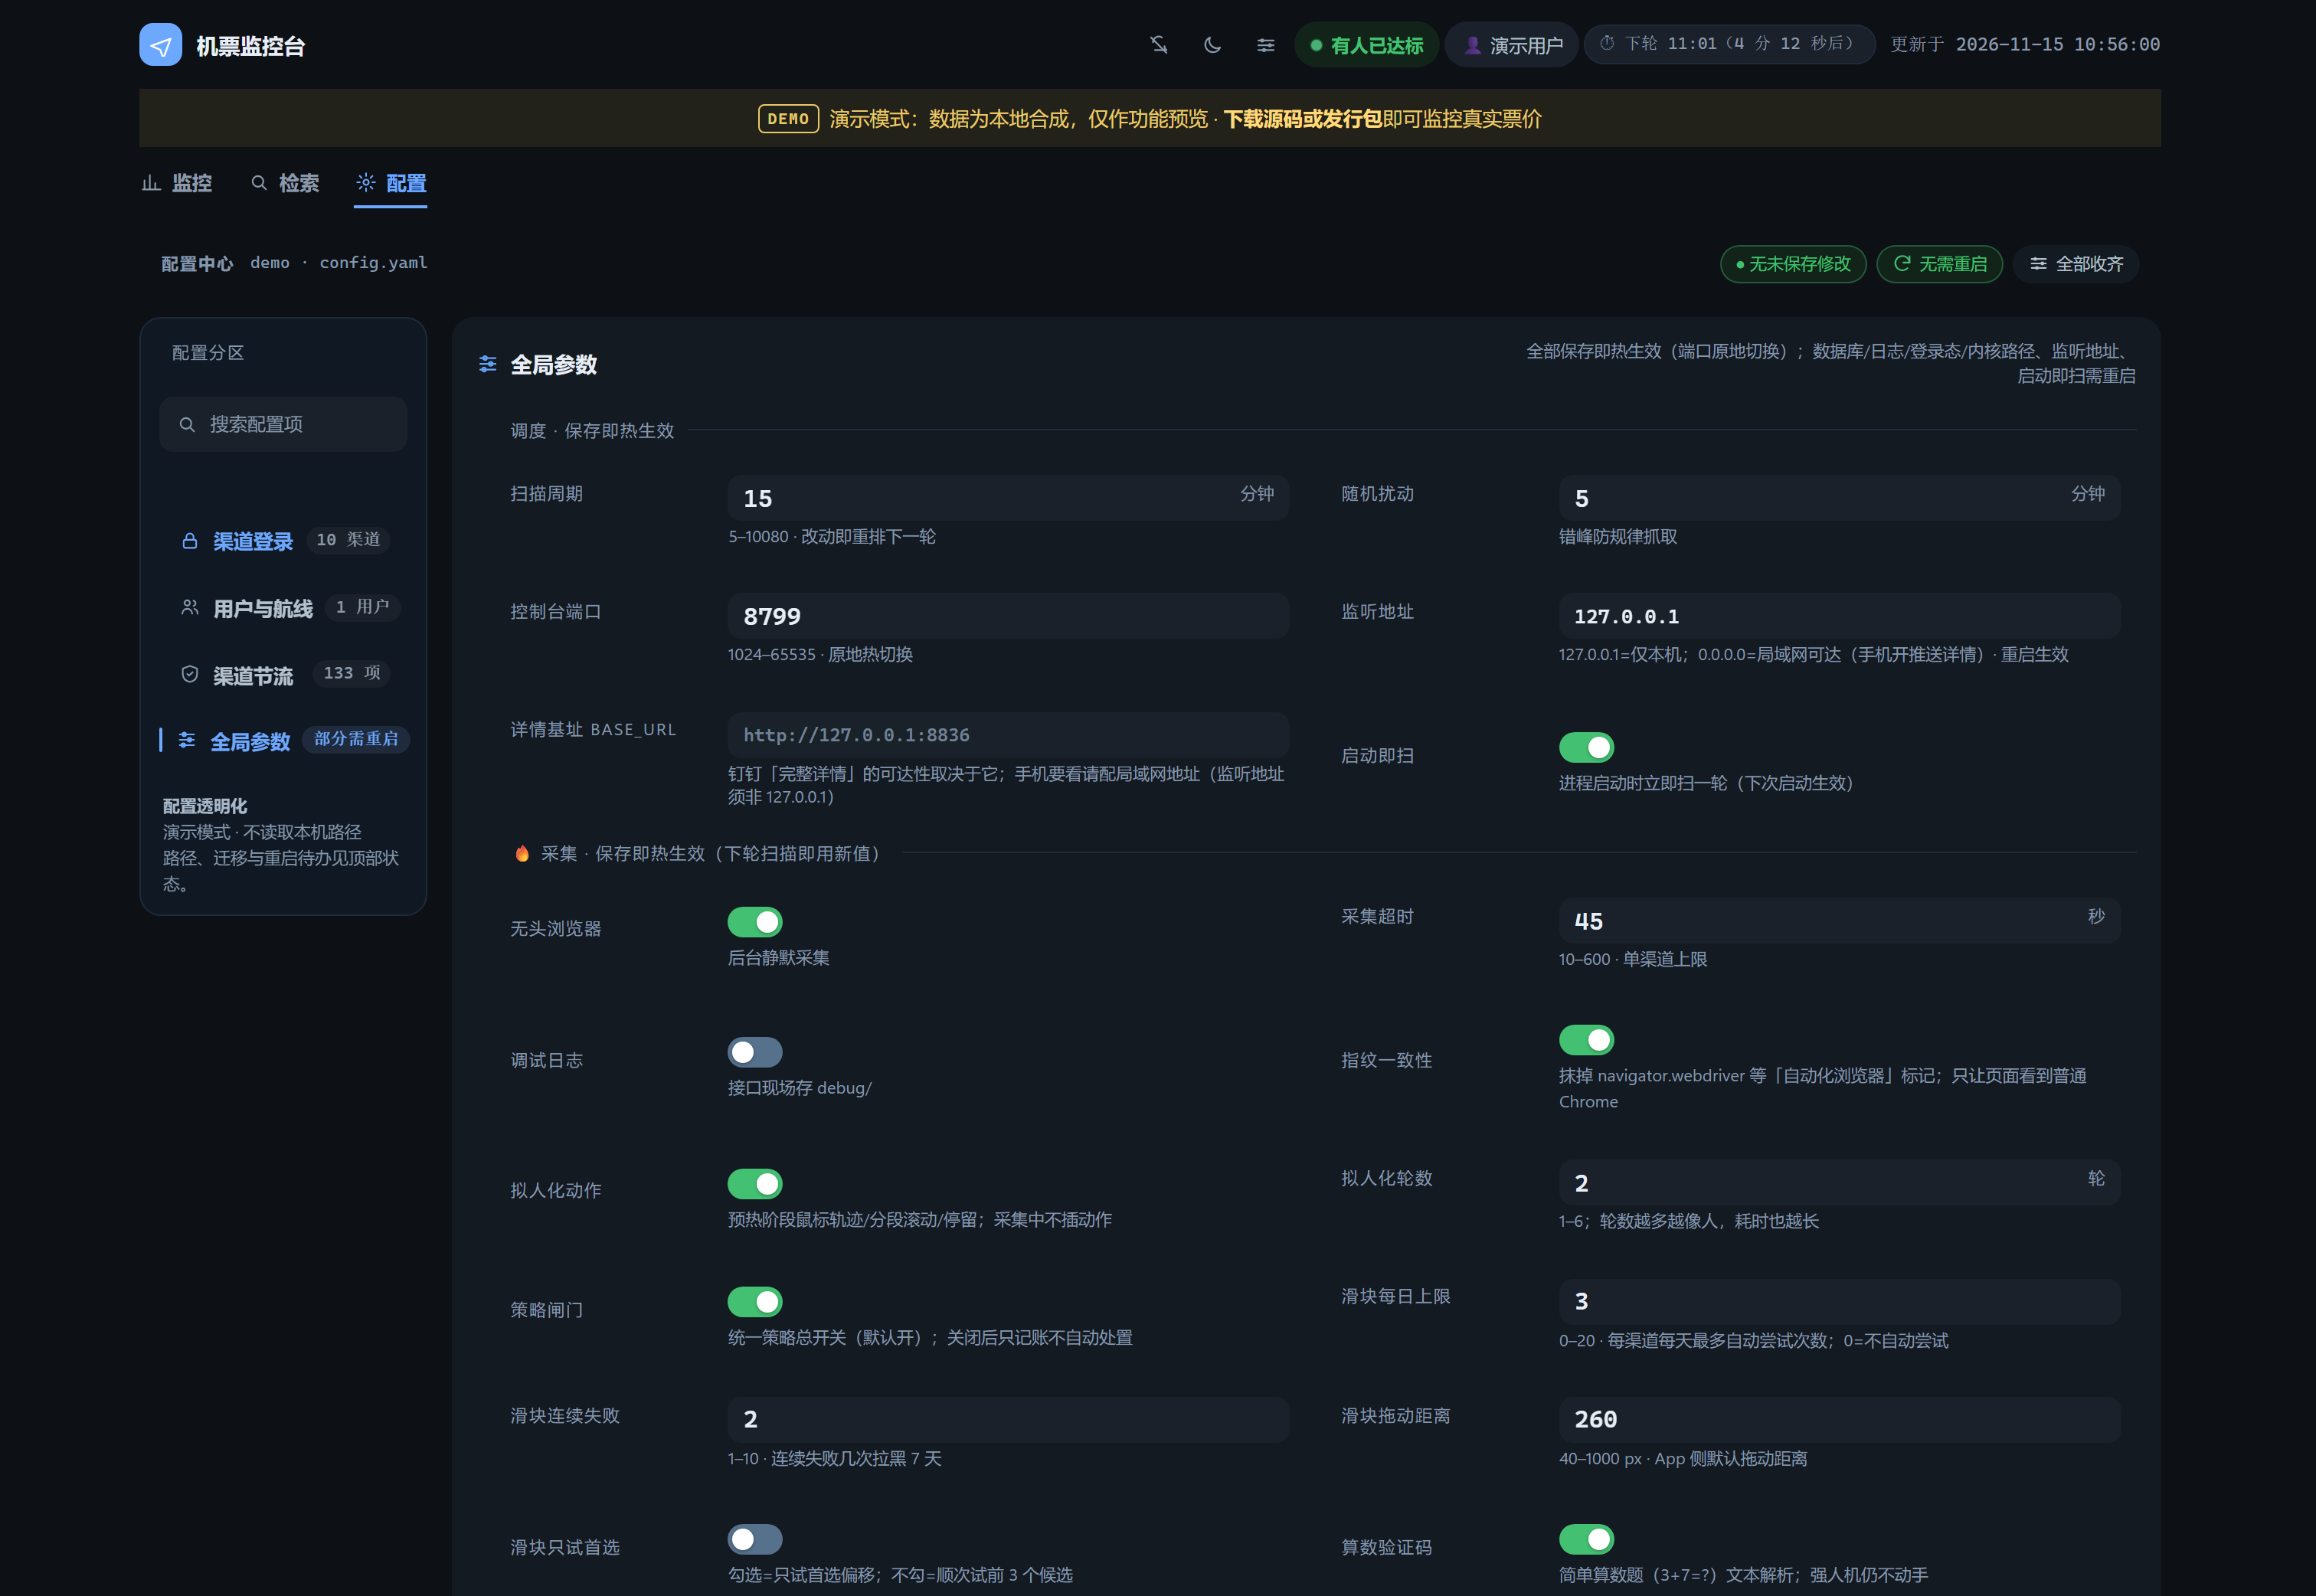 机票监控台
有人已达标
演示用户
下轮 11:01（4 分 12 秒后）
更新于 2026-11-15 10:56:00
DEMO 演示模式：数据为本地合成，仅作功能预览 · 下载源码或发行包即可监控真实票价
监控
检索
配置
配置中心 demo · config.yaml
无未保存修改
无需重启
全部收齐
配置分区
搜索配置项
渠道登录 10 渠道
用户与航线 1 用户
渠道节流 133 项
全局参数 部分需重启
配置透明化
演示模式 · 不读取本机路径
路径、迁移与重启待办见顶部状
态。
全局参数
全部保存即热生效（端口原地切换）；数据库/日志/登录态/内核路径、监听地址、
启动即扫需重启
调度 · 保存即热生效
扫描周期
15 分钟
5–10080 · 改动即重排下一轮
随机扰动
5 分钟
错峰防规律抓取
控制台端口
8799
1024–65535 · 原地热切换
监听地址
127.0.0.1
127.0.0.1=仅本机；0.0.0.0=局域网可达（手机开推送详情）· 重启生效
详情基址 BASE_URL
http://127.0.0.1:8836
钉钉「完整详情」的可达性取决于它；手机要看请配局域网地址（监听地址
须非 127.0.0.1）
启动即扫
进程启动时立即扫一轮（下次启动生效）
🔥 采集 · 保存即热生效（下轮扫描即用新值）
无头浏览器
后台静默采集
采集超时
45 秒
10–600 · 单渠道上限
调试日志
接口现场存 debug/
指纹一致性
抹掉 navigator.webdriver 等「自动化浏览器」标记；只让页面看到普通
Chrome
拟人化动作
预热阶段鼠标轨迹/分段滚动/停留；采集中不插动作
拟人化轮数
2 轮
1–6；轮数越多越像人，耗时也越长
策略闸门
统一策略总开关（默认开）；关闭后只记账不自动处置
滑块每日上限
3
0–20 · 每渠道每天最多自动尝试次数；0=不自动尝试
滑块连续失败
2
1–10 · 连续失败几次拉黑 7 天
滑块拖动距离
260
40–1000 px · App 侧默认拖动距离
滑块只试首选
勾选=只试首选偏移；不勾=顺次试前 3 个候选
算数验证码
简单算数题（3+7=?）文本解析；强人机仍不动手